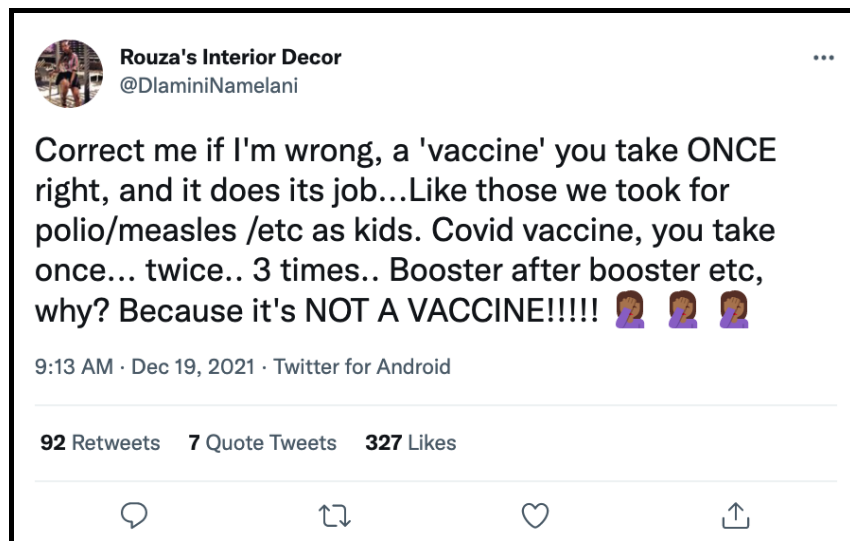 Rouza's Interior Decor
@DlaminiNamelani
Correct me if I'm wrong, a 'vaccine' you take ONCE
right, and it does its job...Like those we took for
polio/measles /etc as kids. Covid vaccine, you take
once... twice.. 3 times.. Booster after booster etc,
why? Because it's NOT A VACCINE!!!!! 🤦🏾‍♀️ 🤦🏾‍♀️ 🤦🏾‍♀️
9:13 AM · Dec 19, 2021 · Twitter for Android
92 Retweets 7 Quote Tweets 327 Likes